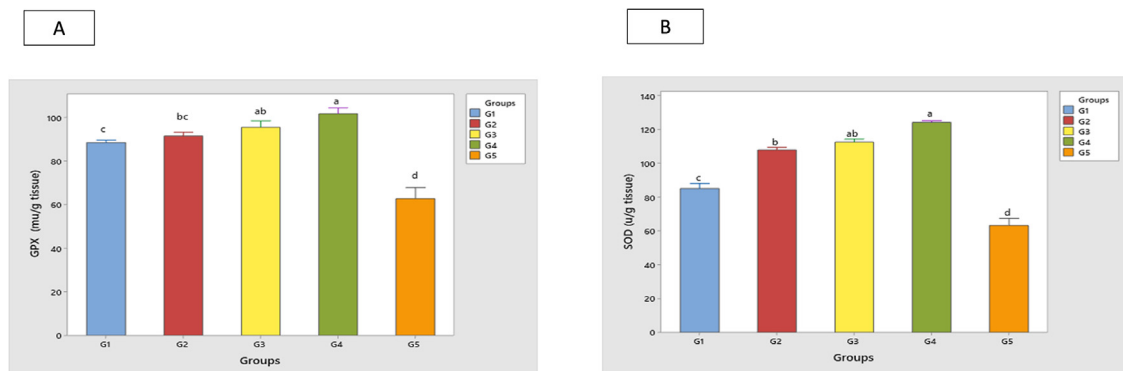 A
GPX (mu/g tissue)
100
80
60
40
20
0
c
bc
ab
a
d
G1
G2
G3
G4
G5
Groups
Groups
G1
G2
G3
G4
G5
B
SOD (u/g tissue)
140
120
100
80
60
40
20
0
c
b
ab
a
d
G1
G2
G3
G4
G5
Groups
Groups
G1
G2
G3
G4
G5